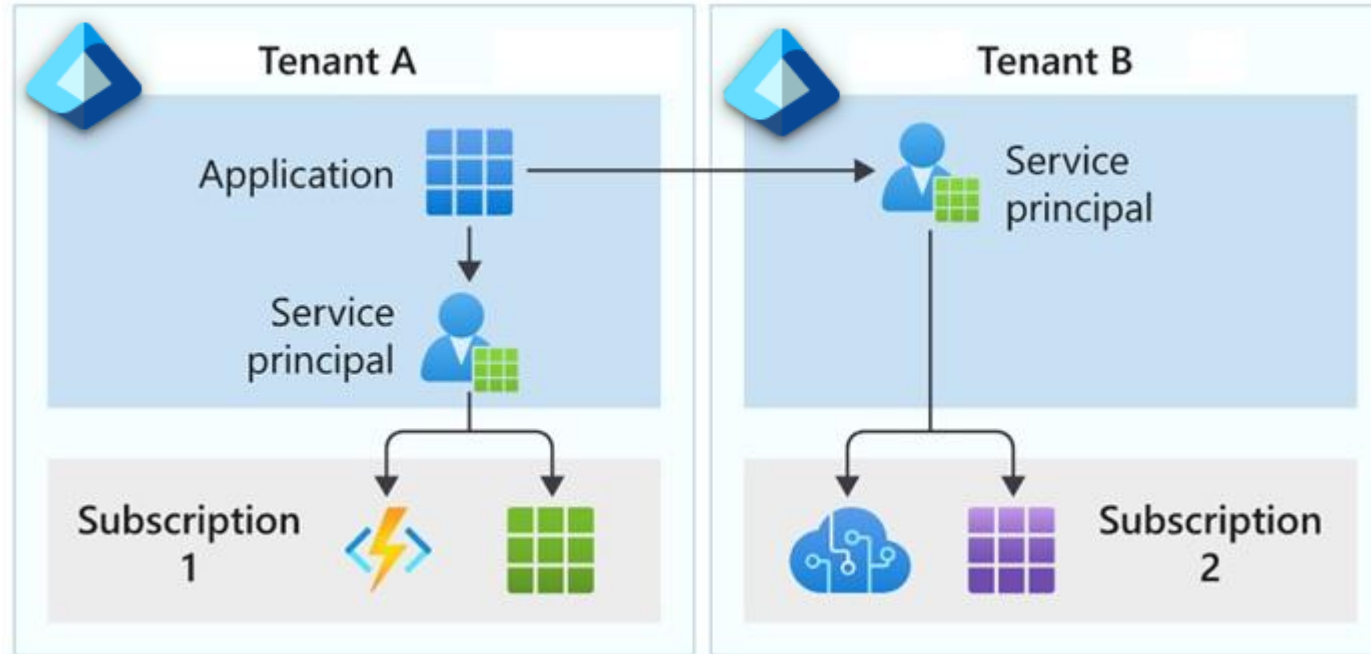 Tenant A
Application
Service
principal
Subscription
1
Tenant B
Service
principal
Subscription
2